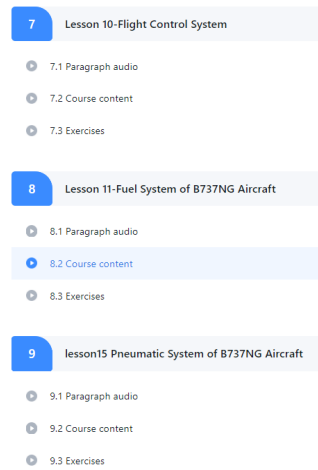 7 Lesson 10-Flight Control System
7.1 Paragraph audio
7.2 Course content
7.3 Exercises
8 Lesson 11-Fuel System of B737NG Aircraft
8.1 Paragraph audio
8.2 Course content
8.3 Exercises
9 lesson15 Pneumatic System of B737NG Aircraft
9.1 Paragraph audio
9.2 Course content
9.3 Exercises